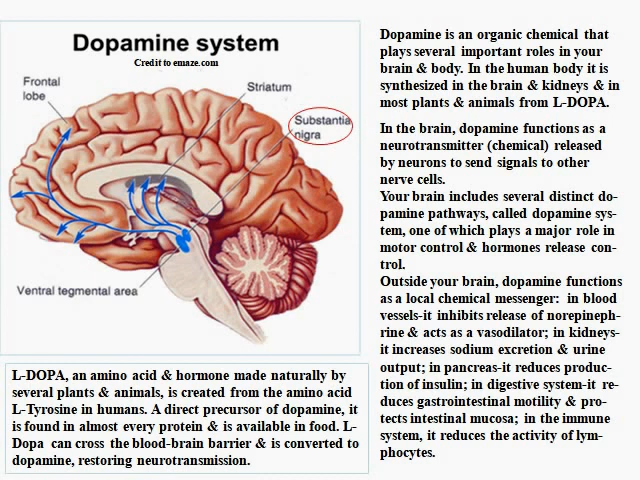 Dopamine system
Credit to emaze.com
Frontal
lobe
Striatum
Substantia
nigra
Ventral tegmental area
L-DOPA, an amino acid & hormone made naturally by
several plants & animals, is created from the amino acid
L-Tyrosine in humans. A direct precursor of dopamine, it
is found in almost every protein & is available in food. L-
Dopa can cross the blood-brain barrier & is converted to
dopamine, restoring neurotransmission.
Dopamine is an organic chemical that
plays several important roles in your
brain & body. In the human body it is
synthesized in the brain & kidneys & in
most plants & animals from L-DOPA.
In the brain, dopamine functions as a
neurotransmitter (chemical) released
by neurons to send signals to other
nerve cells.
Your brain includes several distinct do-
pamine pathways, called dopamine sys-
tem, one of which plays a major role in
motor control & hormones release con-
trol.
Outside your brain, dopamine functions
as a local chemical messenger: in blood
vessels-it inhibits release of norepineph-
rine & acts as a vasodilator; in kidneys-
it increases sodium excretion & urine
output; in pancreas-it reduces produc-
tion of insulin; in digestive system-it re-
duces gastrointestinal motility & pro-
tects intestinal mucosa; in the immune
system, it reduces the activity of lym-
phocytes.